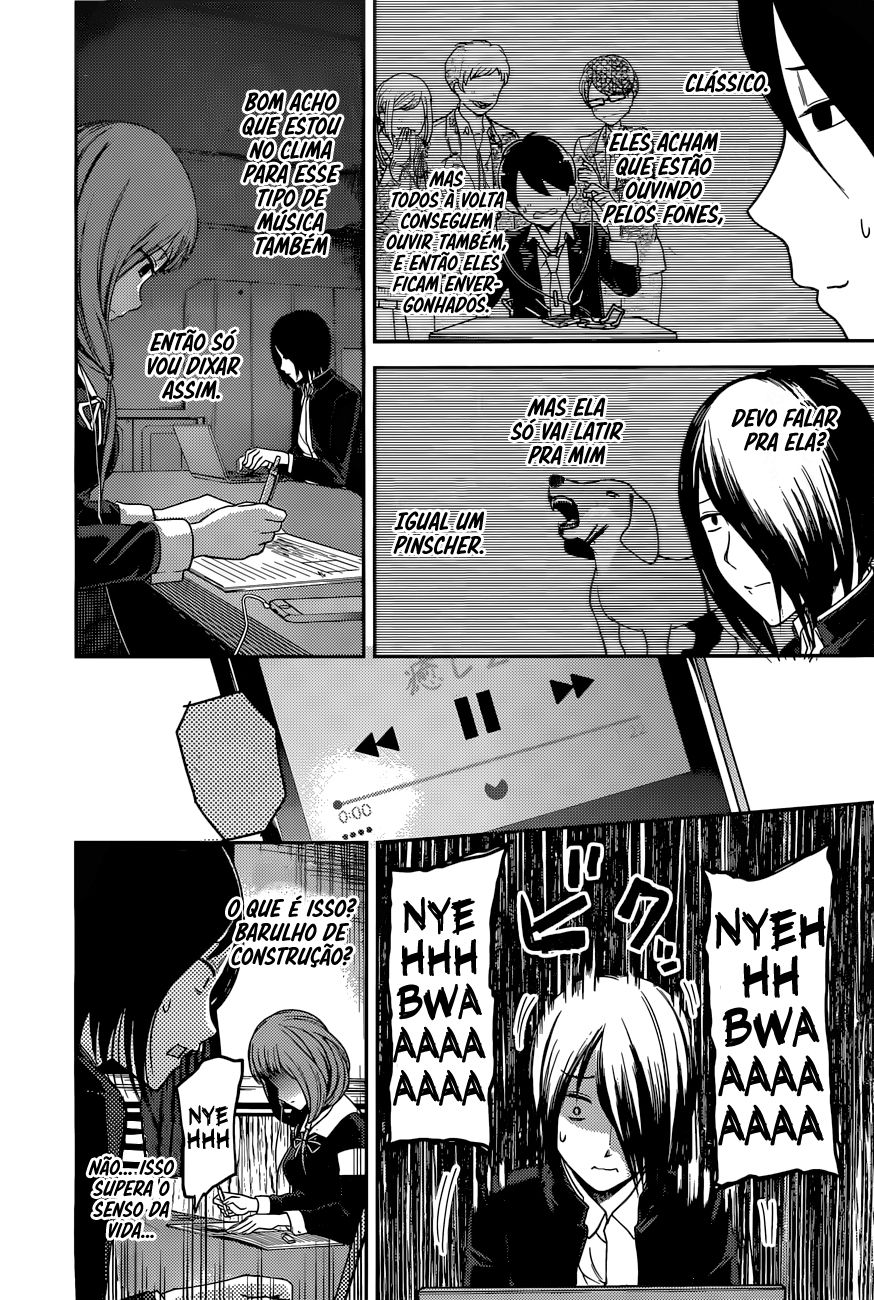 CLÁSSICO.
ELES ACHAM
QUE ESTÃO
OUVINDO
PELOS FONES,
MAS
TODOS À VOLTA
CONSEGUEM
OUVIR TAMBÉM,
E ENTÃO ELES
FICAM ENVER-
GONHADOS.
DEVO FALAR
PRA ELA?
MAS ELA
SÓ VAI LATIR
PRA MIM
IGUAL UM
PINSCHER.
BOM ACHO
QUE ESTOU
NO CLIMA
PARA ESSE
TIPO DE
MÚSICA
TAMBÉM
ENTÃO SÓ
VOU DIXAR
ASSIM.
癒し
0:00
1:22
NYEH
HH
BWA
AAAA
AAAA
ビクッ
NYE
HHH
BWA
AAAA
AAAA
O QUE É ISSO?
BARULHO DE
CONSTRUÇÃO?
NYE
HHH
NÃO... ISSO
SUPERA O
SENSO DA
VIDA...